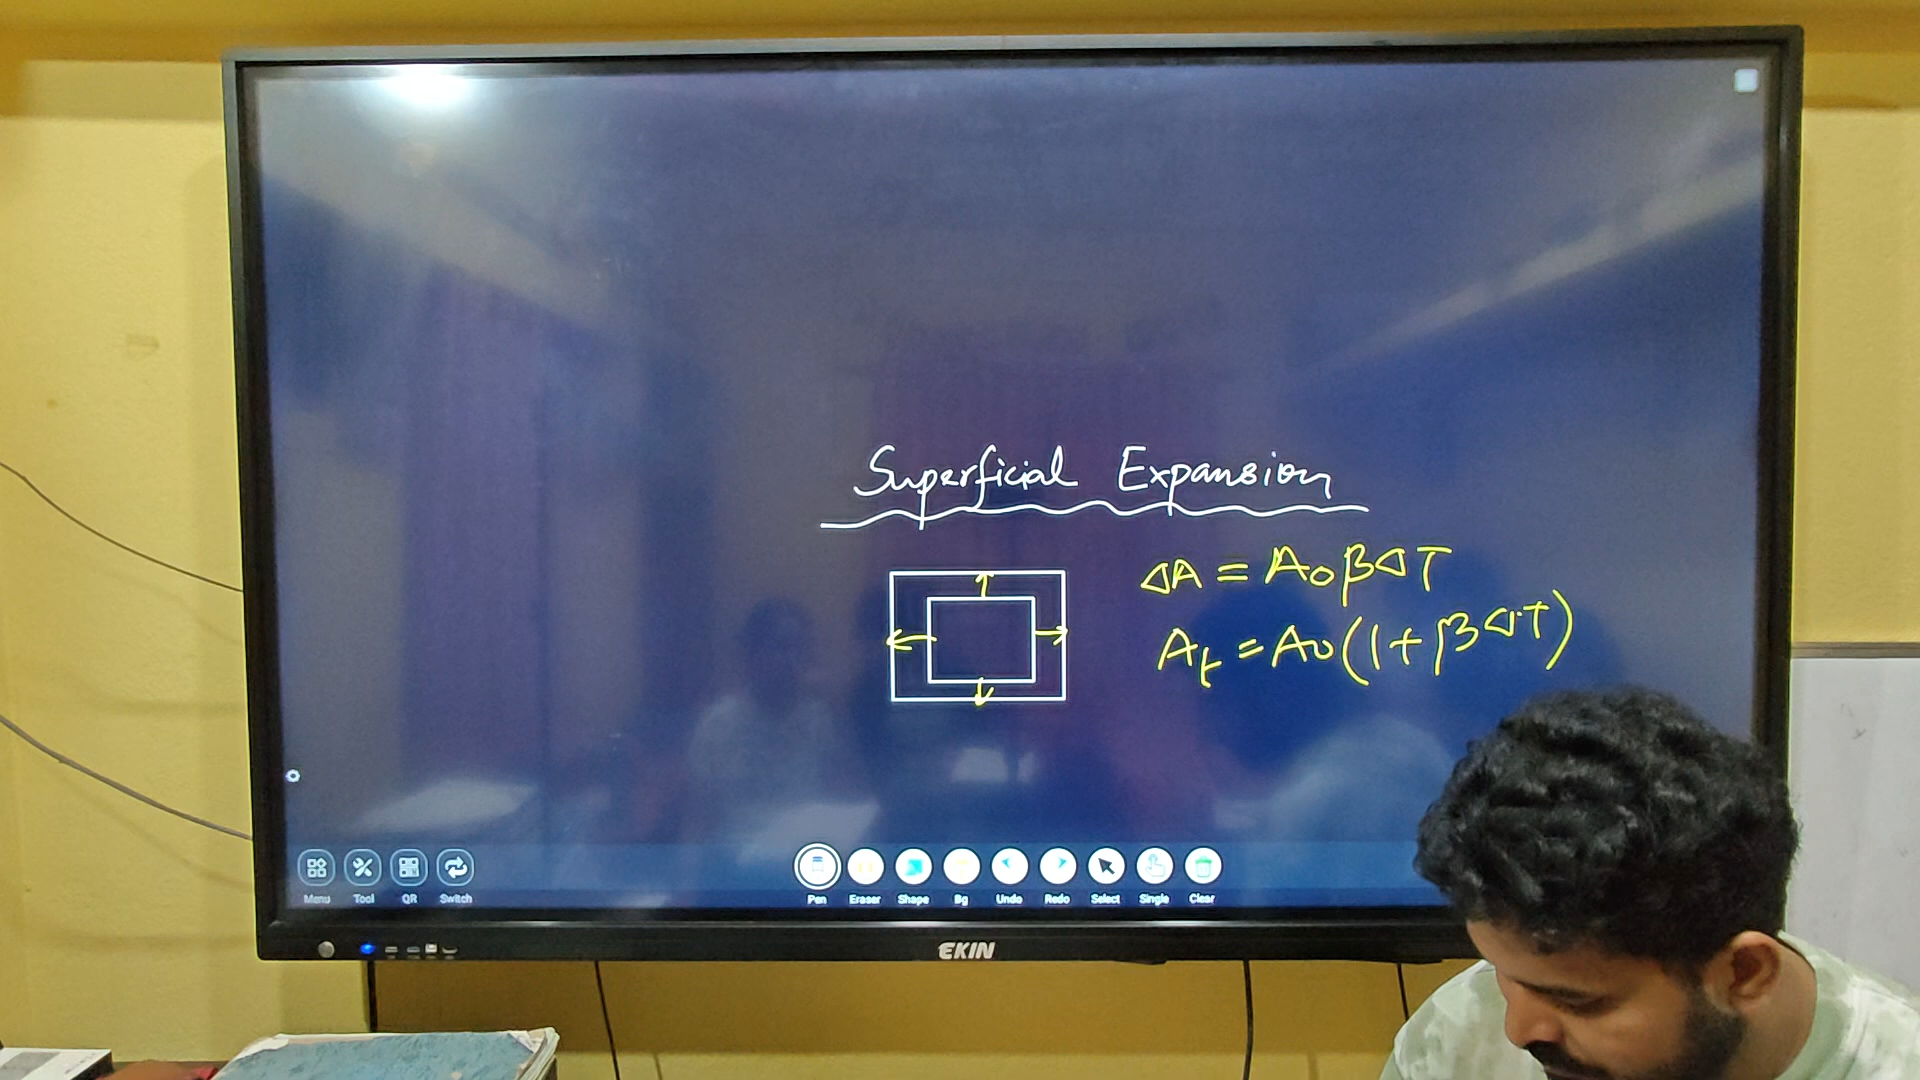 Superficial Expansion
ΔA = A₀βΔT
Aₜ = A₀(1+βΔT)
Menu Tool QR Switch Pen Eraser Shape Bg Undo Redo Select Single Clear
EKIN